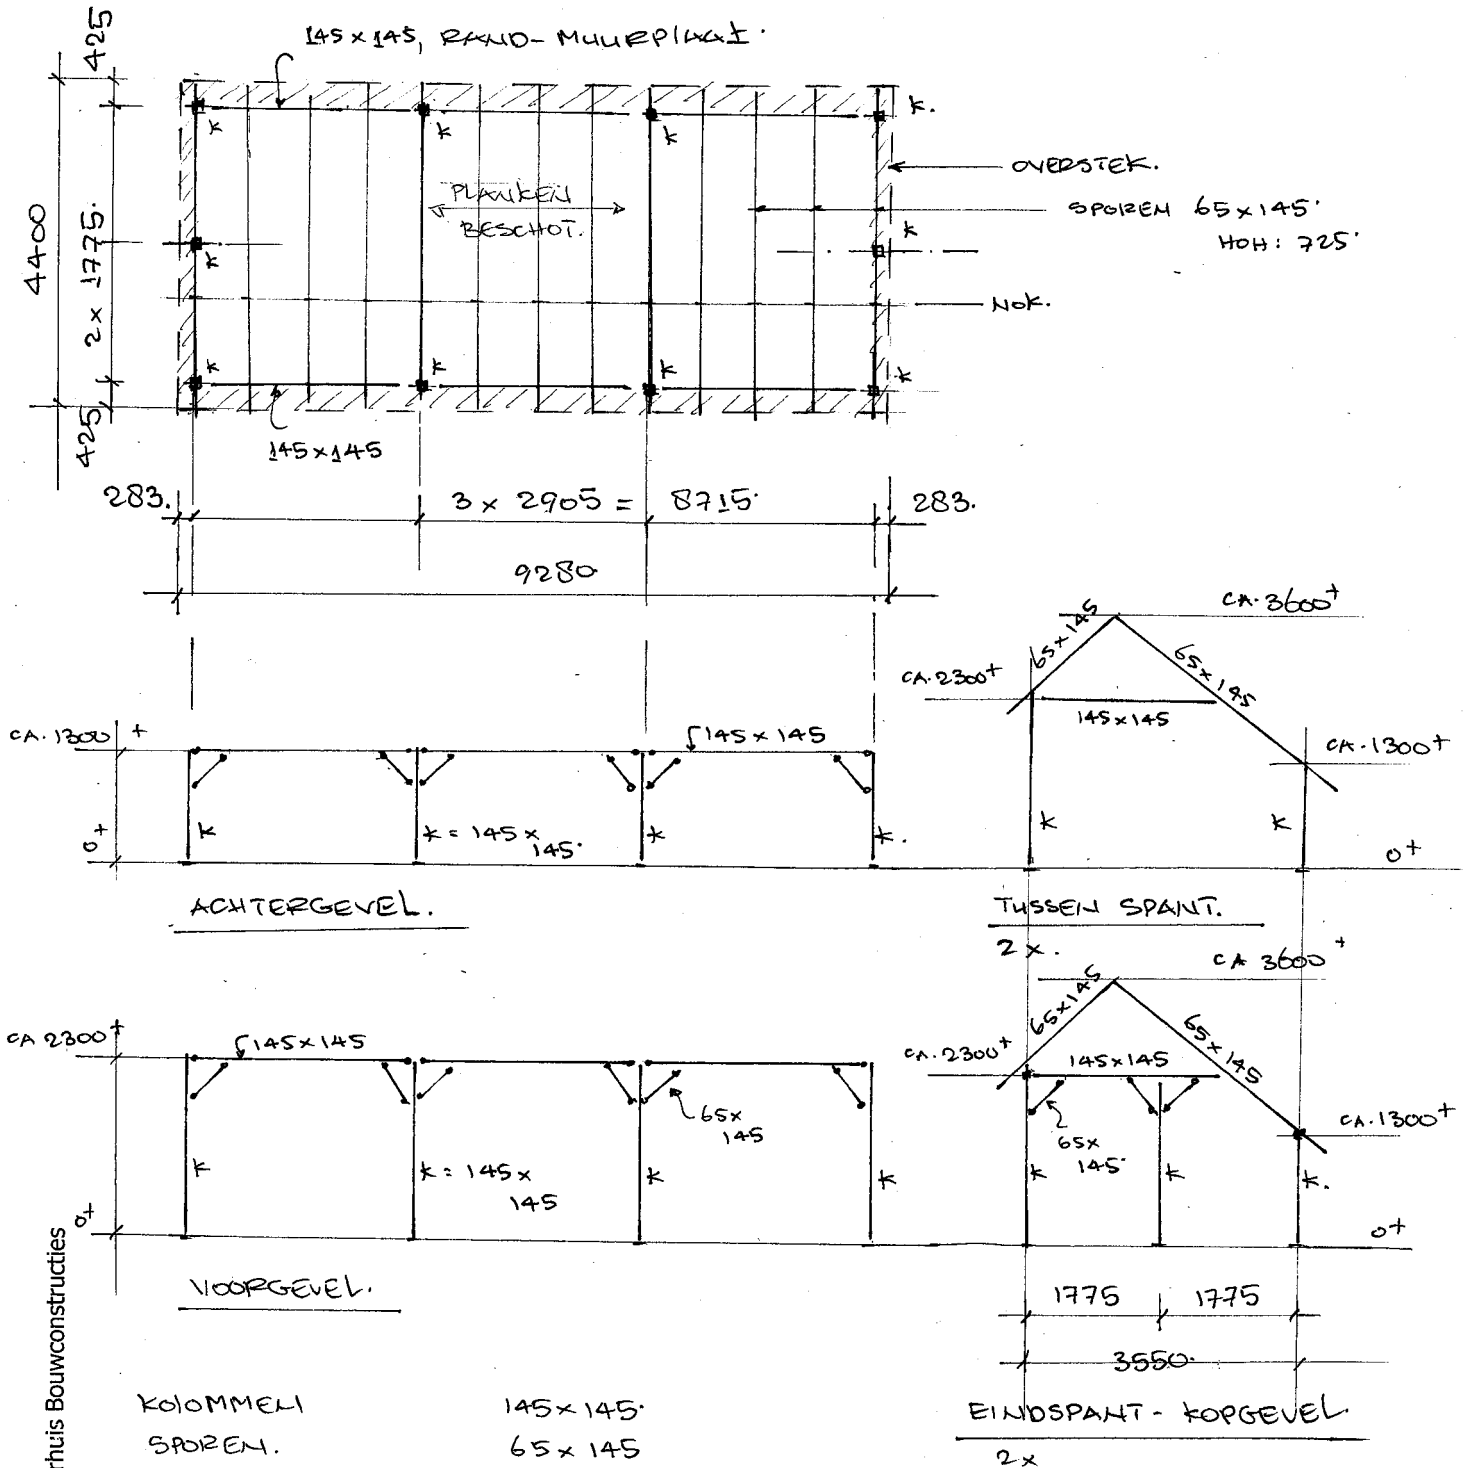 145 x 145, RAND-MUURPLAAT.
425
4400
2 x 1775.
425
k
k
k
k.
k
k
k
k
k
k
PLANKEN
BESCHOT.
OVERSTEK.
SPOREN 65 x 145
HOH: 725
NOK.
145 x 145
283.
3 x 2905 = 8715
283.
9280
CA. 1300 +
0 +
145 x 145
k
k = 145 x
145
k
k.
ACHTERGEVEL.
CA. 3600 +
65 x 145
65 x 145
CA. 2300 +
145 x 145
CA. 1300 +
k
k
0 +
TUSSEN SPANT.
2 x.
CA 2300 +
145 x 145
65 x
145
k
k = 145 x
145
k
k
0 +
VOORGEVEL.
CA 3600 +
65 x 145
65 x 145
CA. 2300 +
145 x 145
CA. 1300 +
65 x
145
k
k
k.
0 +
1775
1775
3550
EINDSPANT - KOPGEVEL
2 x
KOLOMMEN 145 x 145
SPOREN. 65 x 145
rhuis Bouwconstructies